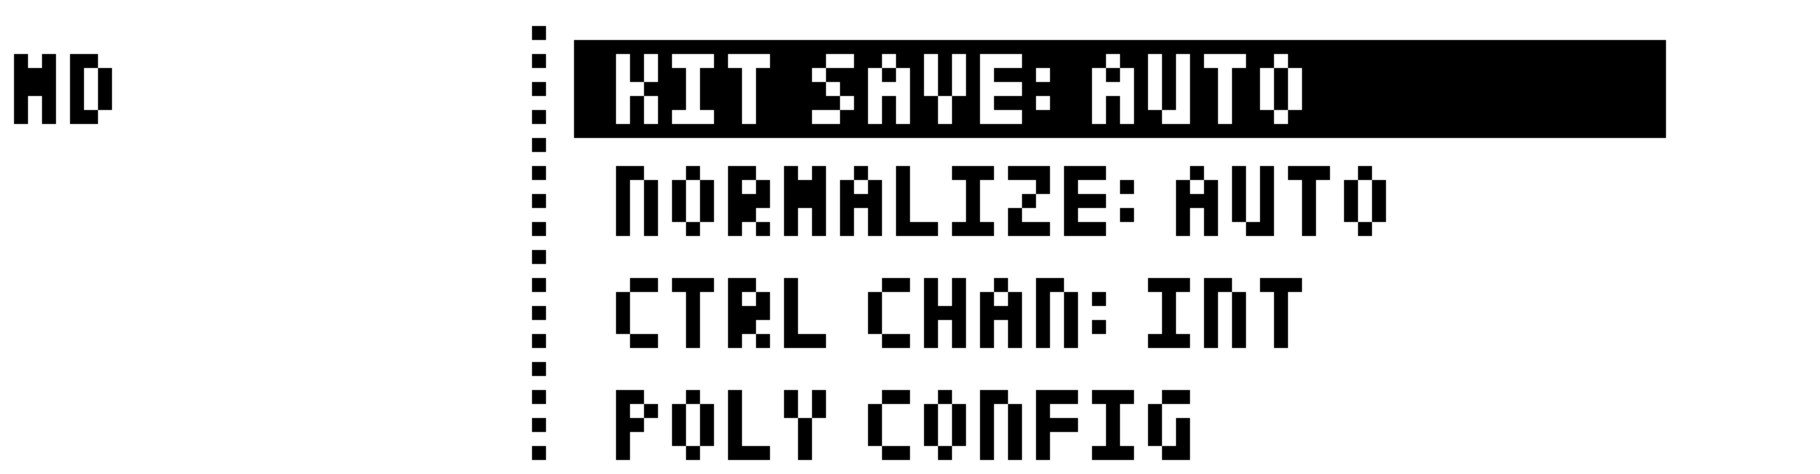 MD
KIT SAVE: AUTO
NORMALIZE: AUTO
CTRL CHAN: INT
POLY CONFIG